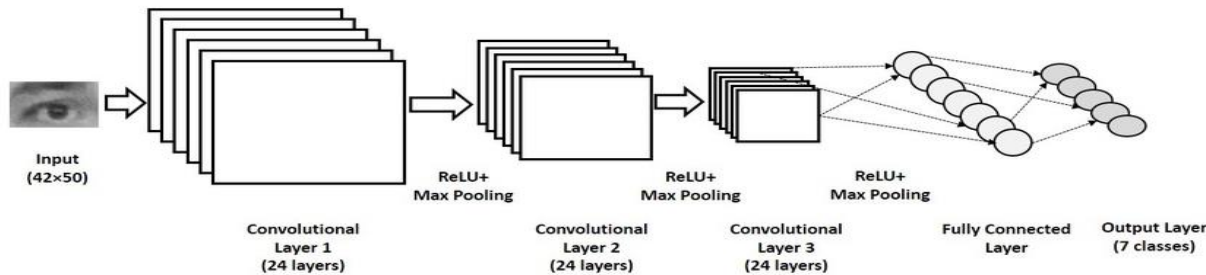 Input
(42×50)
Convolutional
Layer 1
(24 layers)
ReLU+
Max Pooling
Convolutional
Layer 2
(24 layers)
ReLU+
Max Pooling
Convolutional
Layer 3
(24 layers)
ReLU+
Max Pooling
Fully Connected
Layer
Output Layer
(7 classes)